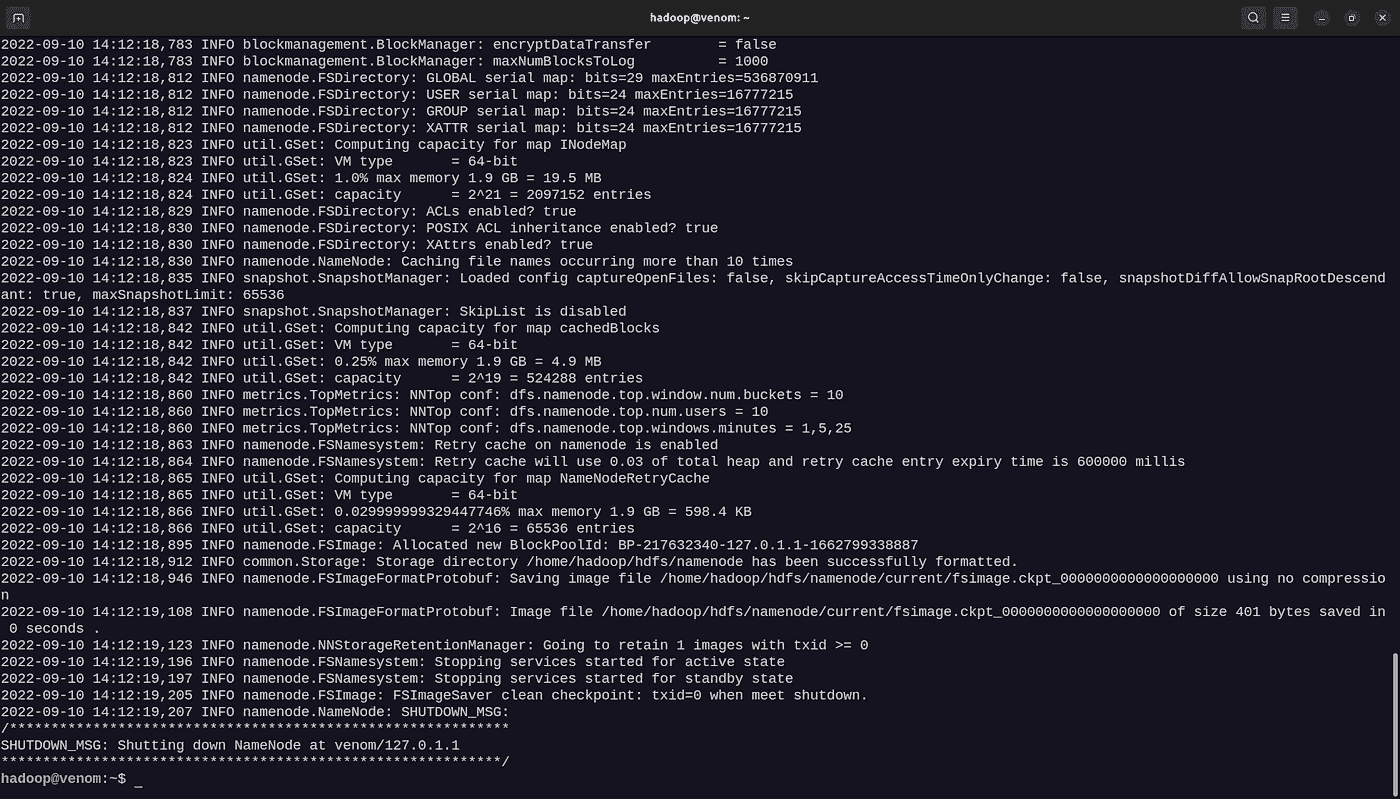 hadoop@venom: ~
2022-09-10 14:12:18,783 INFO blockmanagement.BlockManager: encryptDataTransfer        = false
2022-09-10 14:12:18,783 INFO blockmanagement.BlockManager: maxNumBlocksToLog          = 1000
2022-09-10 14:12:18,812 INFO namenode.FSDirectory: GLOBAL serial map: bits=29 maxEntries=536870911
2022-09-10 14:12:18,812 INFO namenode.FSDirectory: USER serial map: bits=24 maxEntries=16777215
2022-09-10 14:12:18,812 INFO namenode.FSDirectory: GROUP serial map: bits=24 maxEntries=16777215
2022-09-10 14:12:18,812 INFO namenode.FSDirectory: XATTR serial map: bits=24 maxEntries=16777215
2022-09-10 14:12:18,823 INFO util.GSet: Computing capacity for map INodeMap
2022-09-10 14:12:18,823 INFO util.GSet: VM type       = 64-bit
2022-09-10 14:12:18,824 INFO util.GSet: 1.0% max memory 1.9 GB = 19.5 MB
2022-09-10 14:12:18,824 INFO util.GSet: capacity      = 2^21 = 2097152 entries
2022-09-10 14:12:18,829 INFO namenode.FSDirectory: ACLs enabled? true
2022-09-10 14:12:18,830 INFO namenode.FSDirectory: POSIX ACL inheritance enabled? true
2022-09-10 14:12:18,830 INFO namenode.FSDirectory: XAttrs enabled? true
2022-09-10 14:12:18,830 INFO namenode.NameNode: Caching file names occurring more than 10 times
2022-09-10 14:12:18,835 INFO snapshot.SnapshotManager: Loaded config captureOpenFiles: false, skipCaptureAccessTimeOnlyChange: false, snapshotDiffAllowSnapRootDescend
ant: true, maxSnapshotLimit: 65536
2022-09-10 14:12:18,837 INFO snapshot.SnapshotManager: SkipList is disabled
2022-09-10 14:12:18,842 INFO util.GSet: Computing capacity for map cachedBlocks
2022-09-10 14:12:18,842 INFO util.GSet: VM type       = 64-bit
2022-09-10 14:12:18,842 INFO util.GSet: 0.25% max memory 1.9 GB = 4.9 MB
2022-09-10 14:12:18,842 INFO util.GSet: capacity      = 2^19 = 524288 entries
2022-09-10 14:12:18,860 INFO metrics.TopMetrics: NNTop conf: dfs.namenode.top.window.num.buckets = 10
2022-09-10 14:12:18,860 INFO metrics.TopMetrics: NNTop conf: dfs.namenode.top.num.users = 10
2022-09-10 14:12:18,860 INFO metrics.TopMetrics: NNTop conf: dfs.namenode.top.windows.minutes = 1,5,25
2022-09-10 14:12:18,863 INFO namenode.FSNamesystem: Retry cache on namenode is enabled
2022-09-10 14:12:18,864 INFO namenode.FSNamesystem: Retry cache will use 0.03 of total heap and retry cache entry expiry time is 600000 millis
2022-09-10 14:12:18,865 INFO util.GSet: Computing capacity for map NameNodeRetryCache
2022-09-10 14:12:18,865 INFO util.GSet: VM type       = 64-bit
2022-09-10 14:12:18,866 INFO util.GSet: 0.029999999329447746% max memory 1.9 GB = 598.4 KB
2022-09-10 14:12:18,866 INFO util.GSet: capacity      = 2^16 = 65536 entries
2022-09-10 14:12:18,895 INFO namenode.FSImage: Allocated new BlockPoolId: BP-217632340-127.0.1.1-1662799338887
2022-09-10 14:12:18,912 INFO common.Storage: Storage directory /home/hadoop/hdfs/namenode has been successfully formatted.
2022-09-10 14:12:18,946 INFO namenode.FSImageFormatProtobuf: Saving image file /home/hadoop/hdfs/namenode/current/fsimage.ckpt_0000000000000000000 using no compressio
n
2022-09-10 14:12:19,108 INFO namenode.FSImageFormatProtobuf: Image file /home/hadoop/hdfs/namenode/current/fsimage.ckpt_0000000000000000000 of size 401 bytes saved in
 0 seconds .
2022-09-10 14:12:19,123 INFO namenode.NNStorageRetentionManager: Going to retain 1 images with txid >= 0
2022-09-10 14:12:19,196 INFO namenode.FSNamesystem: Stopping services started for active state
2022-09-10 14:12:19,197 INFO namenode.FSNamesystem: Stopping services started for standby state
2022-09-10 14:12:19,205 INFO namenode.FSImage: FSImageSaver clean checkpoint: txid=0 when meet shutdown.
2022-09-10 14:12:19,207 INFO namenode.NameNode: SHUTDOWN_MSG:
/************************************************************
SHUTDOWN_MSG: Shutting down NameNode at venom/127.0.1.1
************************************************************/
hadoop@venom:~$ _